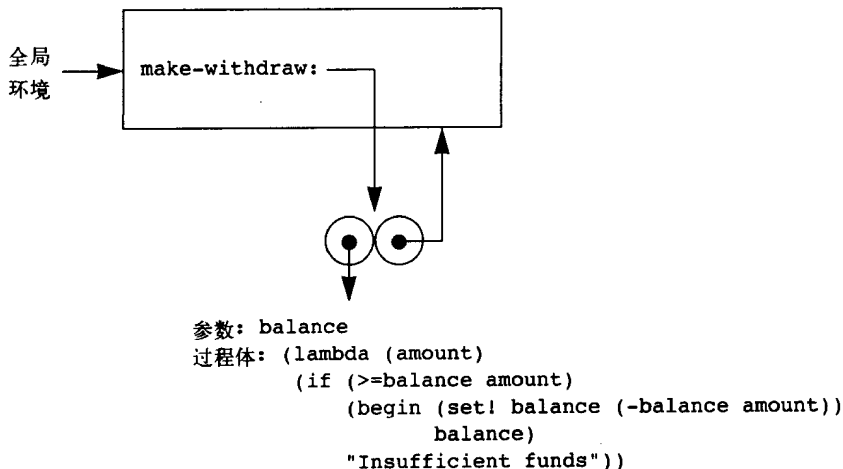 全局
环境
make-withdraw:
参数: balance
过程体: (lambda (amount)
(if (>=balance amount)
(begin (set! balance (-balance amount))
balance)
"Insufficient funds"))